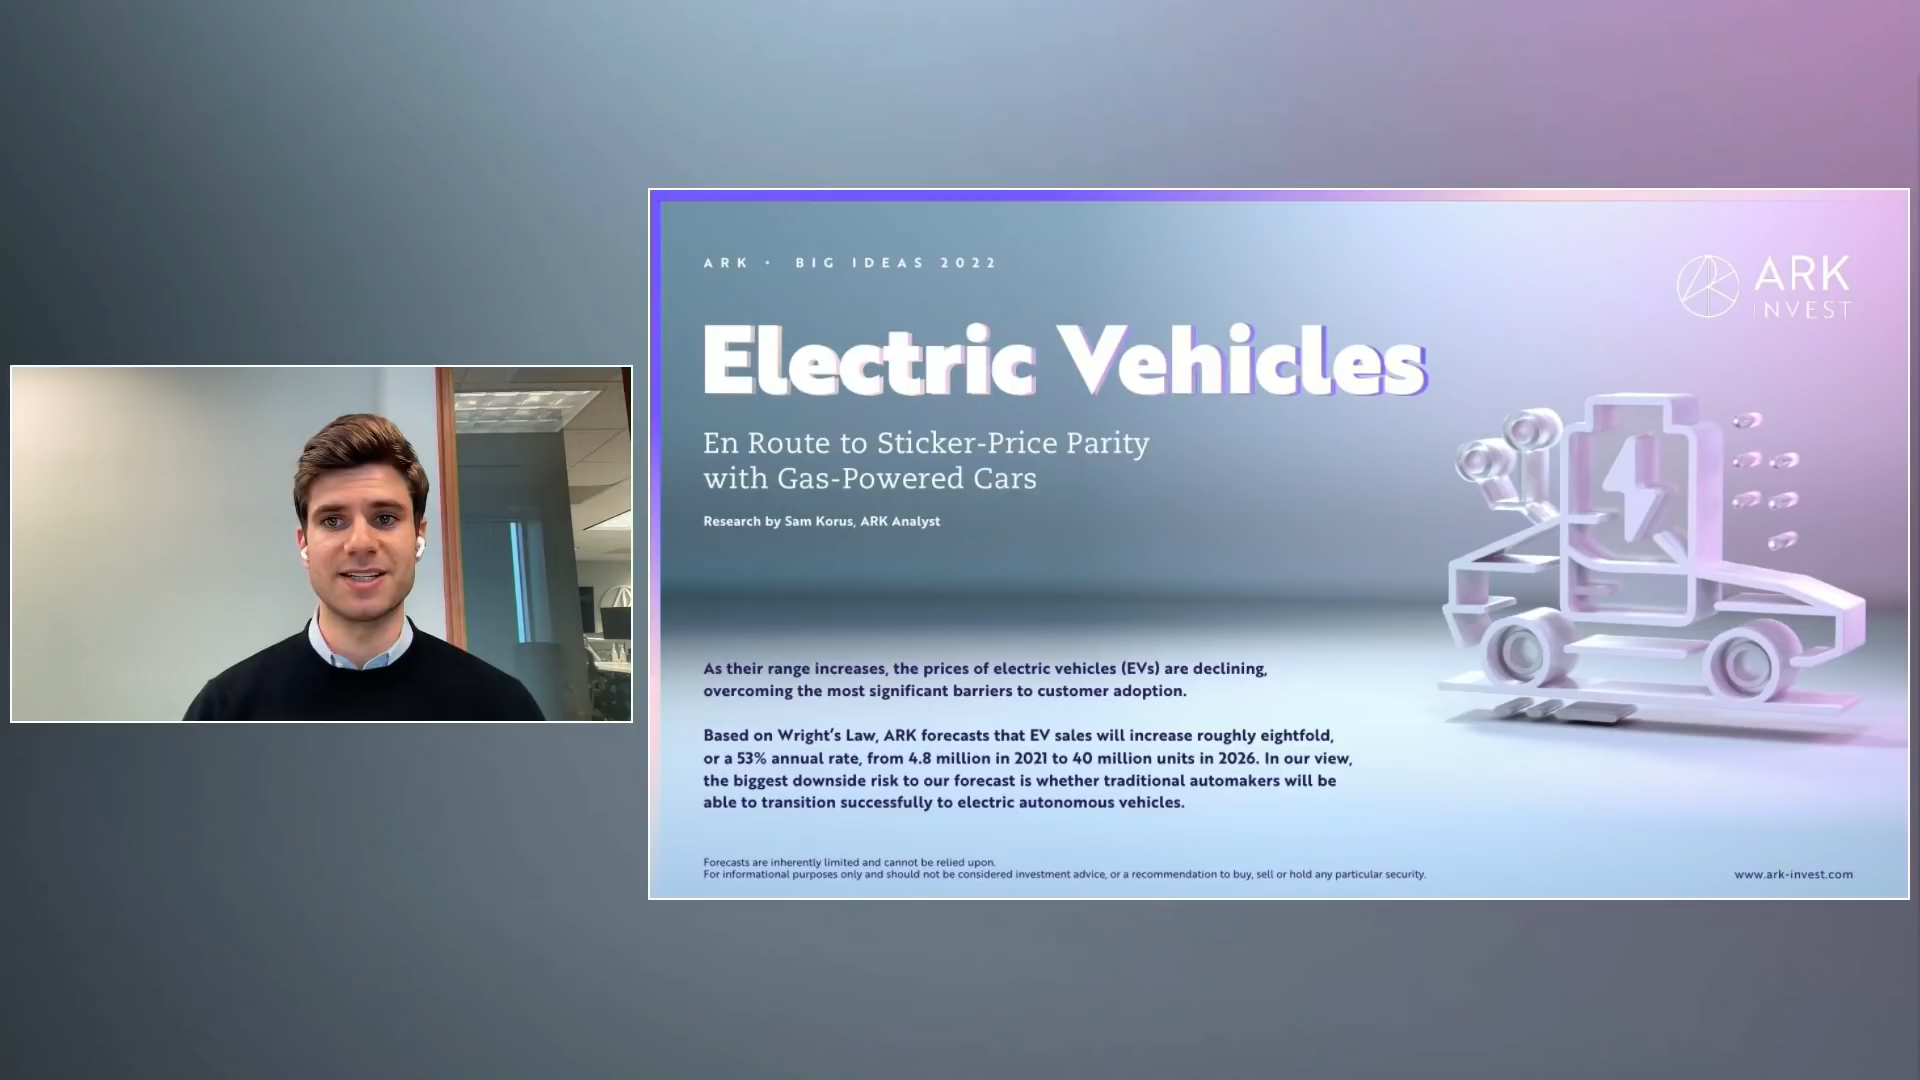 ARK · BIG IDEAS 2022
ARK
INVEST
Electric Vehicles
En Route to Sticker-Price Parity
with Gas-Powered Cars
Research by Sam Korus, ARK Analyst
As their range increases, the prices of electric vehicles (EVs) are declining,
overcoming the most significant barriers to customer adoption.
Based on Wright's Law, ARK forecasts that EV sales will increase roughly eightfold,
or a 53% annual rate, from 4.8 million in 2021 to 40 million units in 2026. In our view,
the biggest downside risk to our forecast is whether traditional automakers will be
able to transition successfully to electric autonomous vehicles.
Forecasts are inherently limited and cannot be relied upon.
For informational purposes only and should not be considered investment advice, or a recommendation to buy, sell or hold any particular security.
www.ark-invest.com